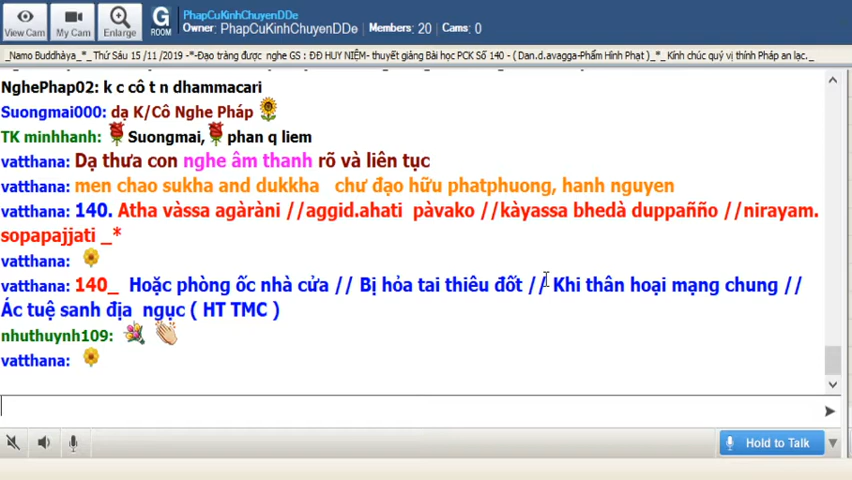 View Cam
My Cam
Enlarge
G
ROOM
PhapCuKinhChuyenDDe
Owner: PhapCuKinhChuyenDDe Members: 20 Cams: 0
_Namo Buddhàya_*_ Thứ Sáu 15 /11 /2019 -*-Đạo tràng được nghe GS : ĐĐ HUY NIỆM- thuyết giảng Bài học PCK Số 140 - ( Dan.d.avagga-Phẩm Hình Phạt )_*_ Kính chúc quý vị thính Pháp an lạc._
NghePhap02: k c cô t n dhammacari
Suongmai000: dạ K/Cô Nghe Pháp
TK minhhanh: Suongmai, phan q liem
vatthana: Dạ thưa con nghe âm thanh rõ và liên tục
men chao sukha and dukkha chư đạo hữu phatphuong, hanh nguyen
vatthana: 140. Atha vàssa agàràni //aggid.ahati pàvako //kàyassa bhedà duppañño //nirayam.
sopapajjati _*
vatthana:
vatthana: 140_ Hoặc phòng ốc nhà cửa // Bị hỏa tai thiêu đốt // Khi thân hoại mạng chung //
Ác tuệ sanh địa ngục ( HT TMC )
nhuthuynh109:
vatthana:
Hold to Talk